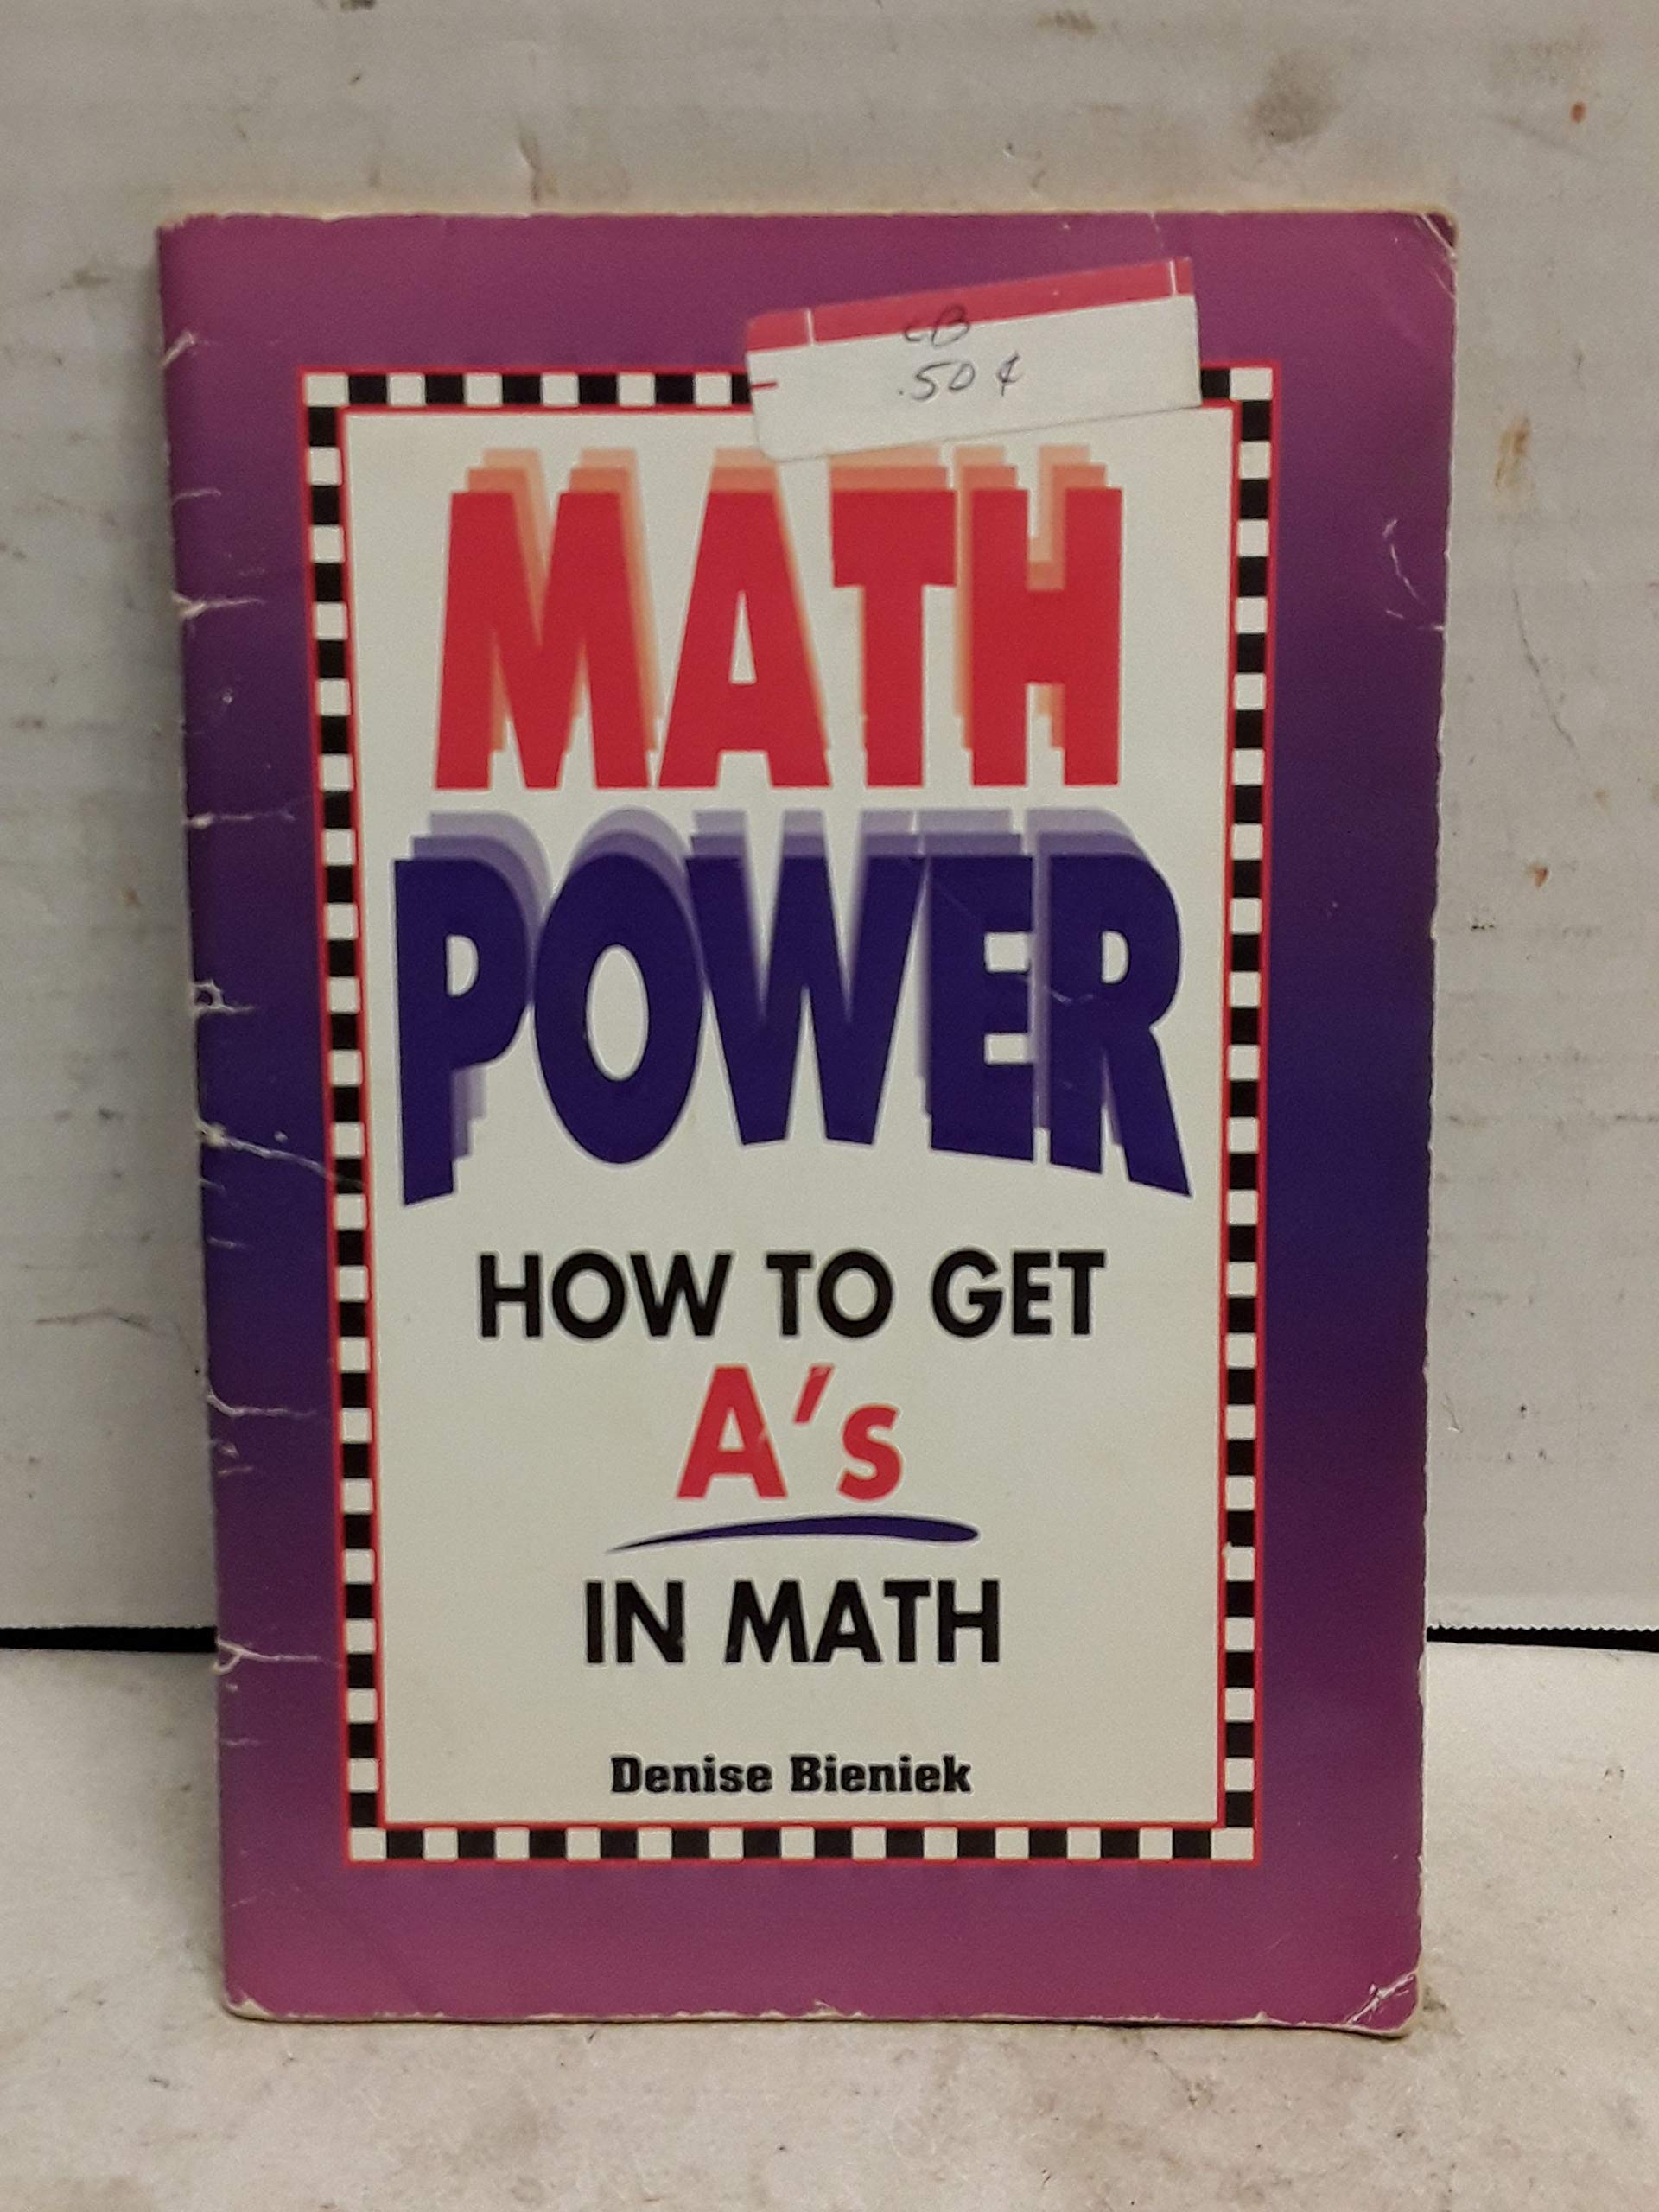 CB
.50 ¢
MATH
POWER
HOW TO GET
A's
IN MATH
Denise Bieniek